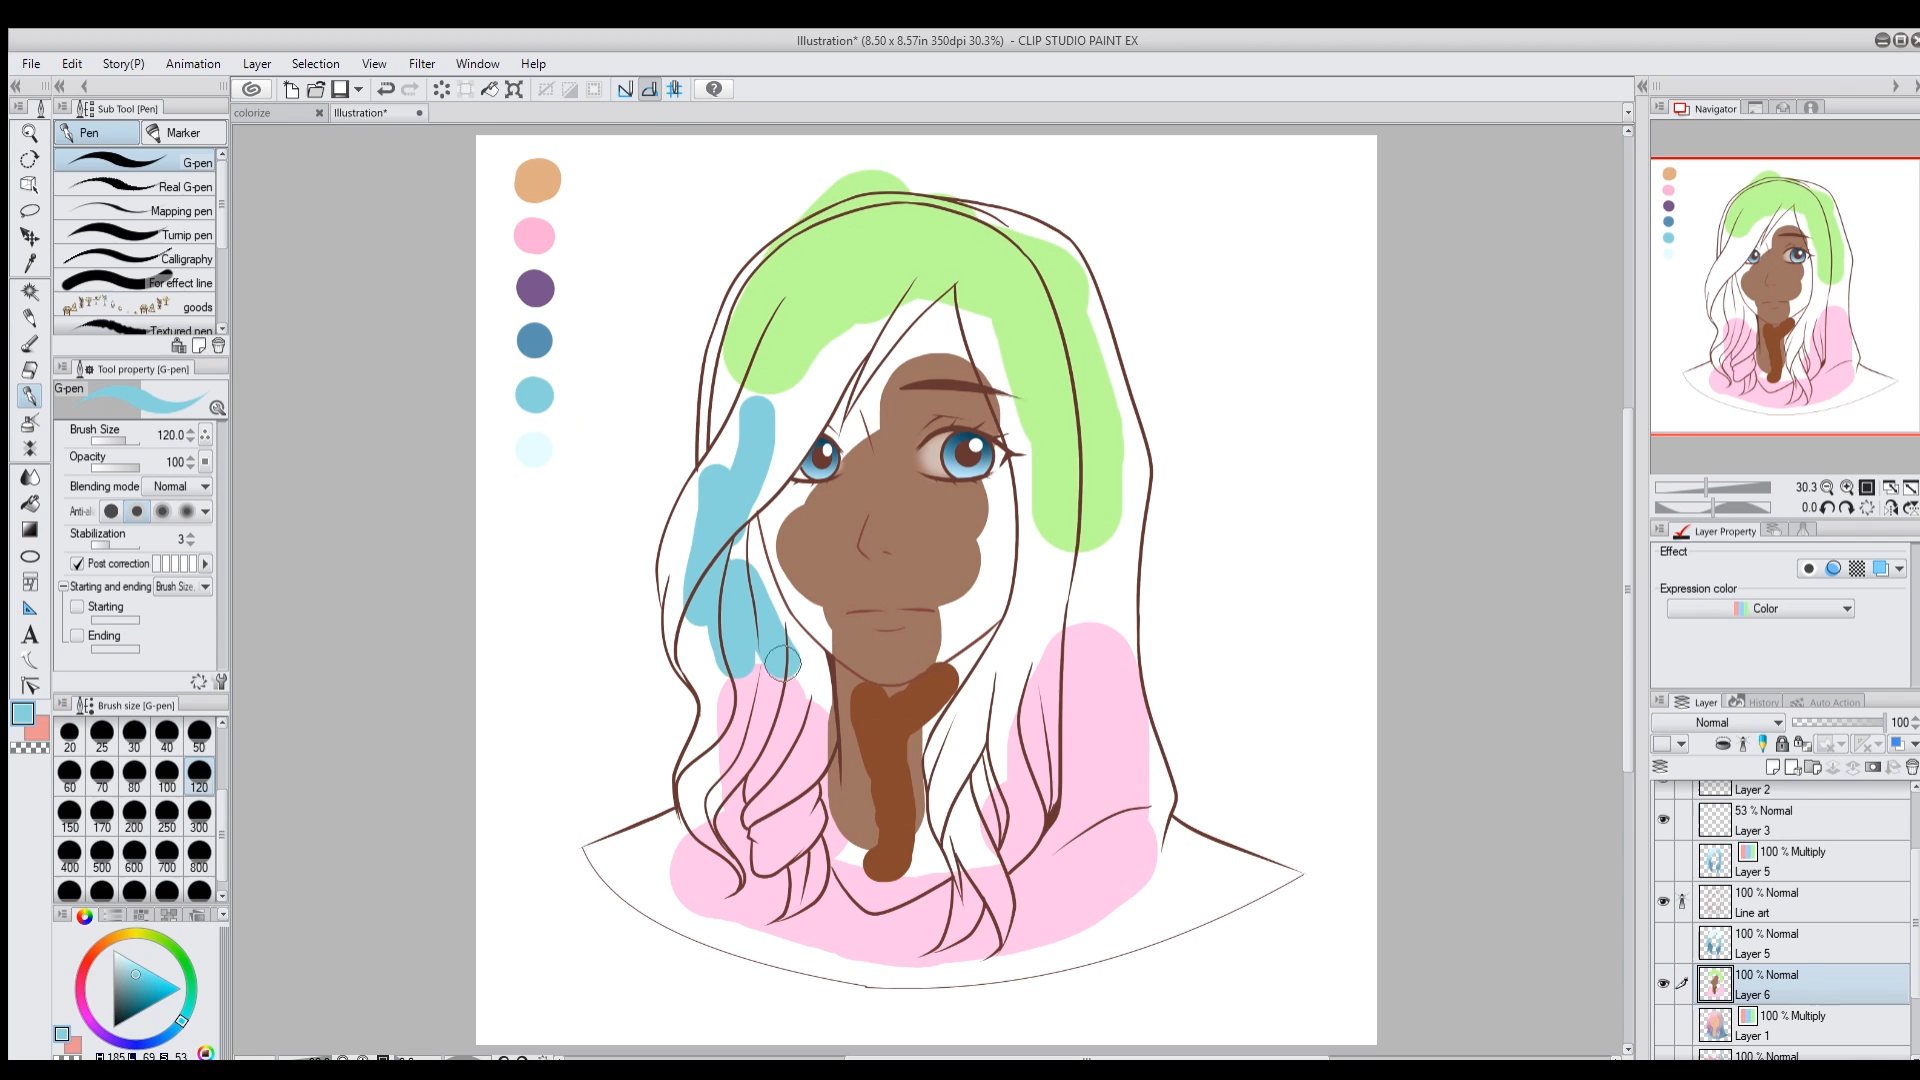 Illustration* (8.50 x 8.57in 350dpi 30.3%) - CLIP STUDIO PAINT EX
File Edit Story(P) Animation Layer Selection View Filter Window Help
Sub Tool [Pen]
Pen Marker
G-pen
Real G-pen
Mapping pen
Turnip pen
Calligraphy
For effect line
goods
Textured pen
Tool property [G-pen]
G-pen
Brush Size 120.0
Opacity 100
Blending mode Normal
Anti-ali
Stabilization 3
Post correction
Starting and ending Brush Size,
Starting
Ending
Brush size [G-pen]
20 25 30 40 50
60 70 80 100 120
150 170 200 250 300
400 500 600 700 800
H 185 L 69 S 53
colorize Illustration*
Navigator
30.3
0.0
Layer Property
Effect
Expression color
Color
Layer History Auto Action
Normal 100
Layer 2
53 % Normal
Layer 3
100 % Multiply
Layer 5
100 % Normal
Line art
100 % Normal
Layer 5
100 % Normal
Layer 6
100 % Multiply
Layer 1
100 % Normal